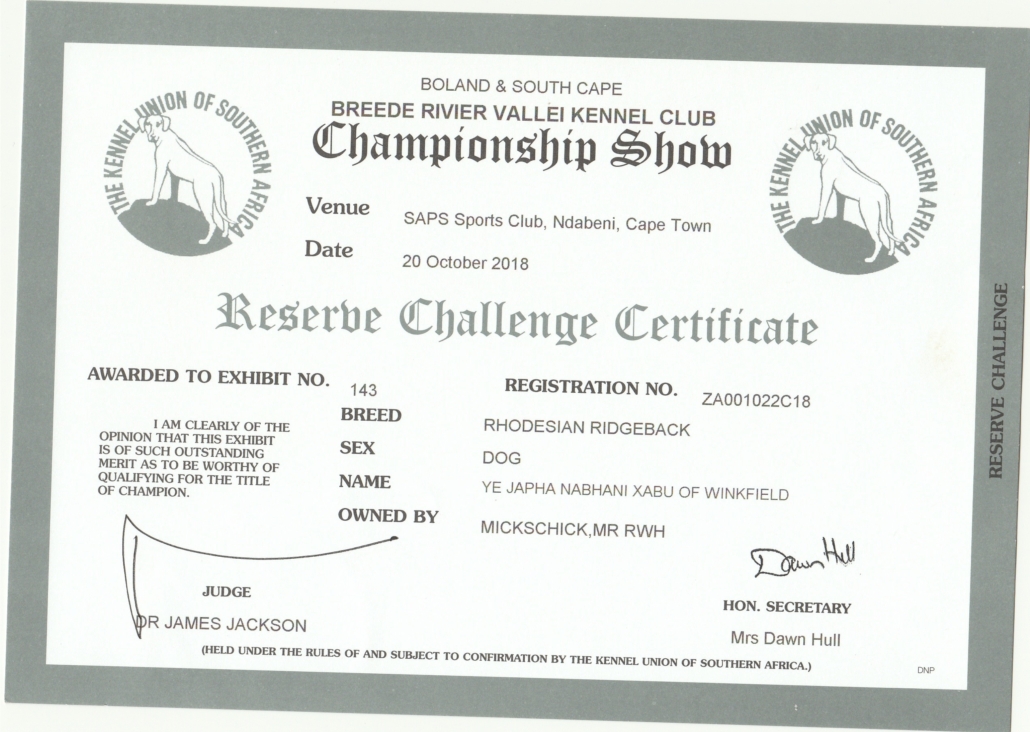 BOLAND & SOUTH CAPE
BREEDE RIVIER VALLEI KENNEL CLUB
Championship Show
THE KENNEL UNION OF SOUTHERN AFRICA
THE KENNEL UNION OF SOUTHERN AFRICA
Venue SAPS Sports Club, Ndabeni, Cape Town
Date 20 October 2018
Reserve Challenge Certificate
AWARDED TO EXHIBIT NO. 143 REGISTRATION NO. ZA001022C18
I AM CLEARLY OF THE
OPINION THAT THIS EXHIBIT
IS OF SUCH OUTSTANDING
MERIT AS TO BE WORTHY OF
QUALIFYING FOR THE TITLE
OF CHAMPION.
BREED RHODESIAN RIDGEBACK
SEX DOG
NAME YE JAPHA NABHANI XABU OF WINKFIELD
OWNED BY MICKSCHICK,MR RWH
JUDGE
DR JAMES JACKSON
Dawn Hull
HON. SECRETARY
Mrs Dawn Hull
(HELD UNDER THE RULES OF AND SUBJECT TO CONFIRMATION BY THE KENNEL UNION OF SOUTHERN AFRICA.)
DNP
RESERVE CHALLENGE